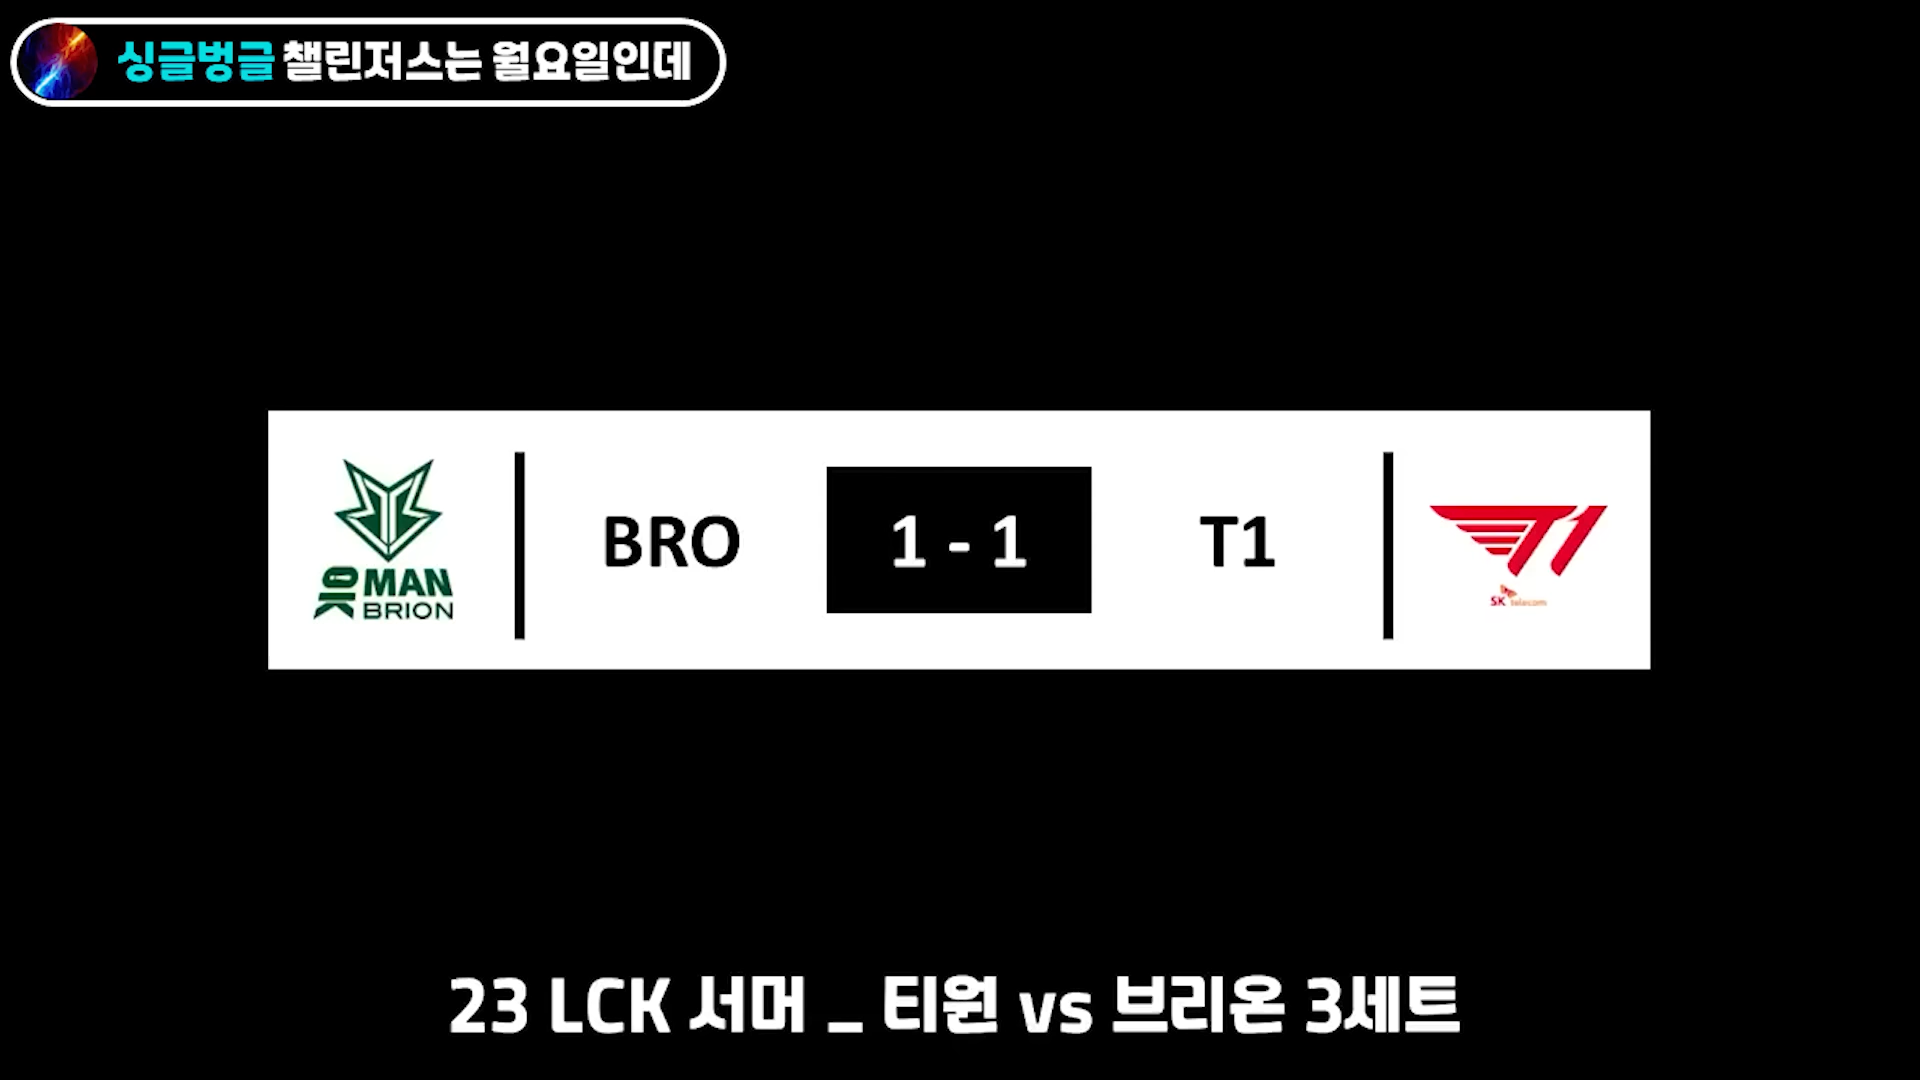 싱글벙글 챌린저스는 월요일인데
BRO 1 - 1 T1
OK MAN
BRION
T1
SK telecom
23 LCK 서머 _ 티원 vs 브리온 3세트